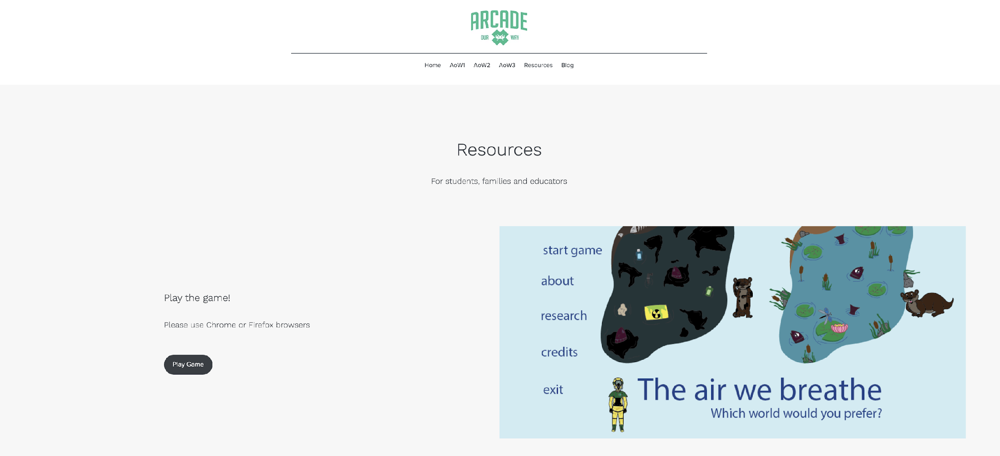 ARCADE
OUR WAY
Home AoW1 AoW2 AoW3 Resources Blog
Resources
For students, families and educators
Play the game!
Please use Chrome or Firefox browsers
Play Game
start game
about
research
credits
exit
The air we breathe
Which world would you prefer?